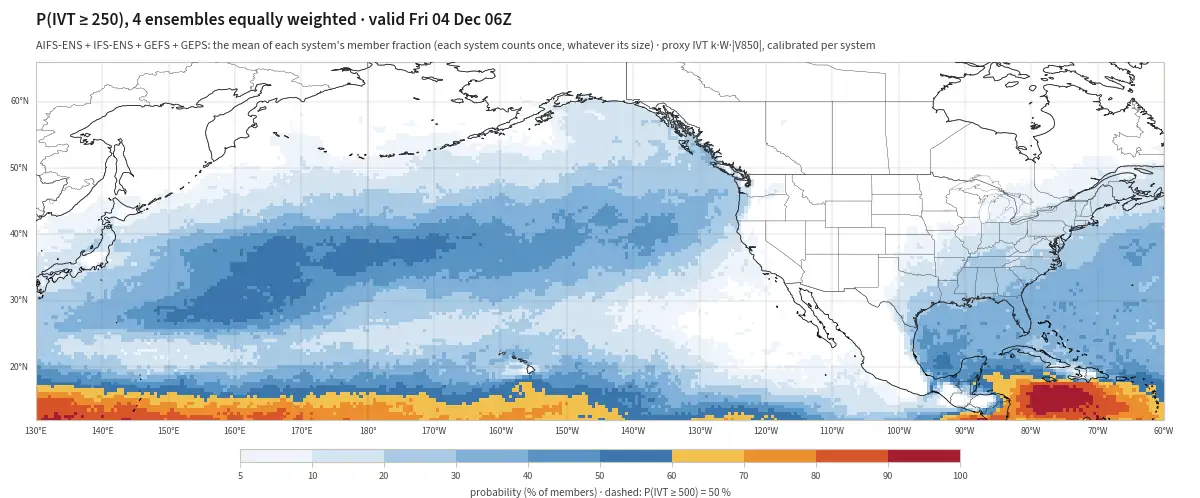 P(IVT ≥ 250), 4 ensembles equally weighted · valid Fri 04 Dec 06Z
AIFS-ENS + IFS-ENS + GEFS + GEPS: the mean of each system's member fraction (each system counts once, whatever its size) · proxy IVT k·W·|V850|, calibrated per system
60°N
50°N
40°N
30°N
20°N
130°E 140°E 150°E 160°E 170°E 180° 170°W 160°W 150°W 140°W 130°W 120°W 110°W 100°W 90°W 80°W 70°W 60°W
5 10 20 30 40 50 60 70 80 90 100
probability (% of members) · dashed: P(IVT ≥ 500) = 50 %